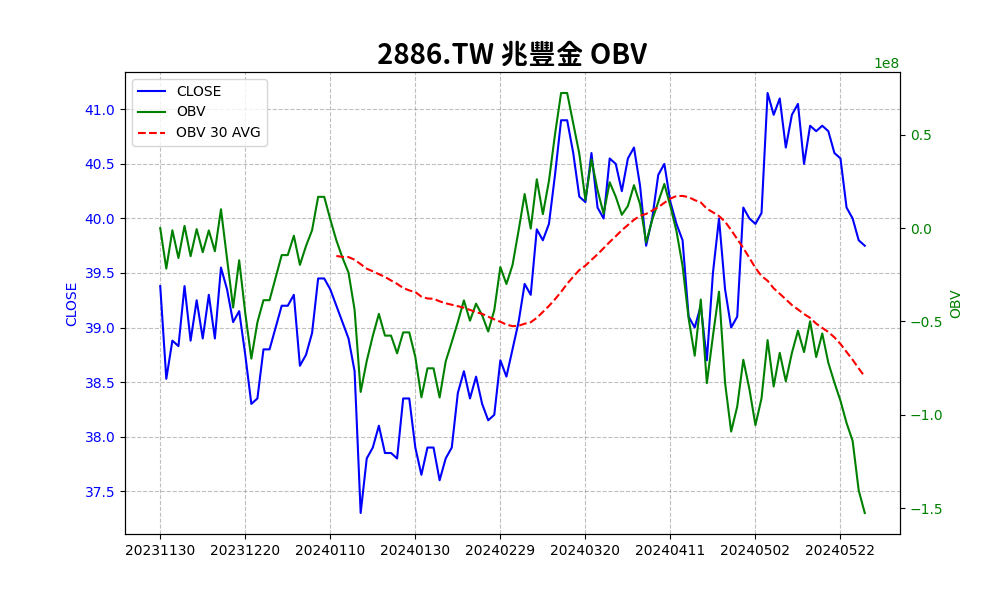 2886.TW 兆豐金 OBV
1e8
CLOSE
OBV
OBV 30 AVG
41.0
40.5
40.0
39.5
39.0
38.5
38.0
37.5
CLOSE
0.5
0.0
−0.5
−1.0
−1.5
OBV
20231130 20231220 20240110 20240130 20240229 20240320 20240411 20240502 20240522